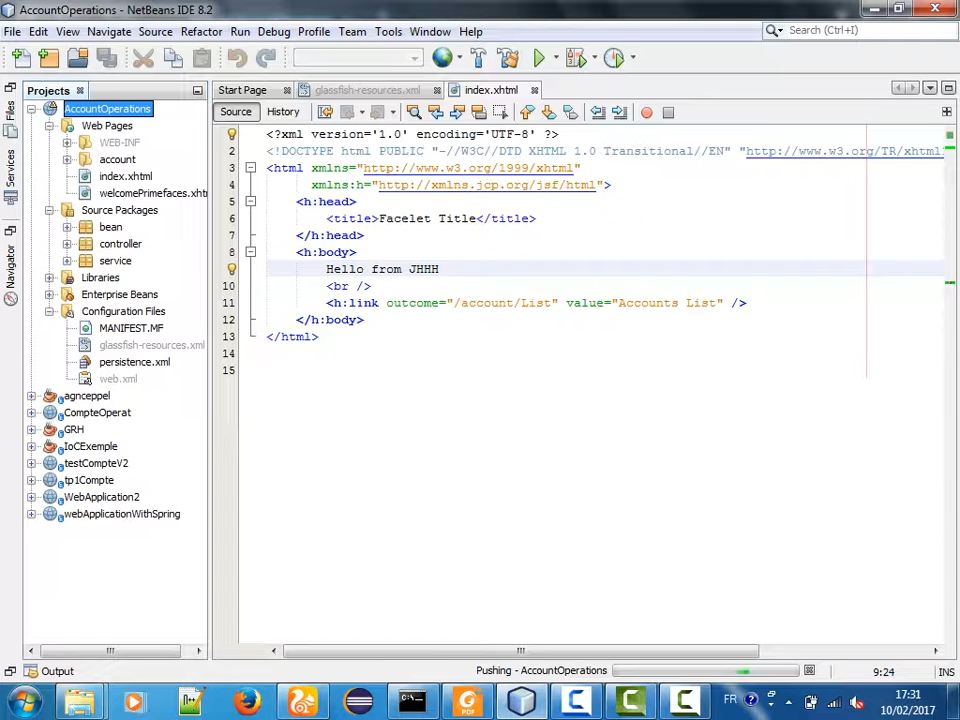 AccountOperations - NetBeans IDE 8.2
File Edit View Navigate Source Refactor Run Debug Profile Team Tools Window Help
Search (Ctrl+I)
Projects
Start Page
glassfish-resources.xml
index.xhtml
Source
History
Files
Services
Navigator
AccountOperations
Web Pages
WEB-INF
account
index.xhtml
welcomePrimefaces.xht
Source Packages
bean
controller
service
Libraries
Enterprise Beans
Configuration Files
MANIFEST.MF
glassfish-resources.xml
persistence.xml
web.xml
agnceppel
CompteOperat
GRH
IoCExemple
testCompteV2
tp1Compte
WebApplication2
webApplicationWithSpring
1 <?xml version='1.0' encoding='UTF-8' ?>
2 <!DOCTYPE html PUBLIC "-//W3C//DTD XHTML 1.0 Transitional//EN" "http://www.w3.org/TR/xhtml:
3 <html xmlns="http://www.w3.org/1999/xhtml"
4 xmlns:h="http://xmlns.jcp.org/jsf/html">
5 <h:head>
6 <title>Facelet Title</title>
7 </h:head>
8 <h:body>
Hello from JHHH
10 <br />
11 <h:link outcome="/account/List" value="Accounts List" />
12 </h:body>
13 </html>
14
15
Output
Pushing - AccountOperations
9:24
INS
PDF
FR
17:31
10/02/2017